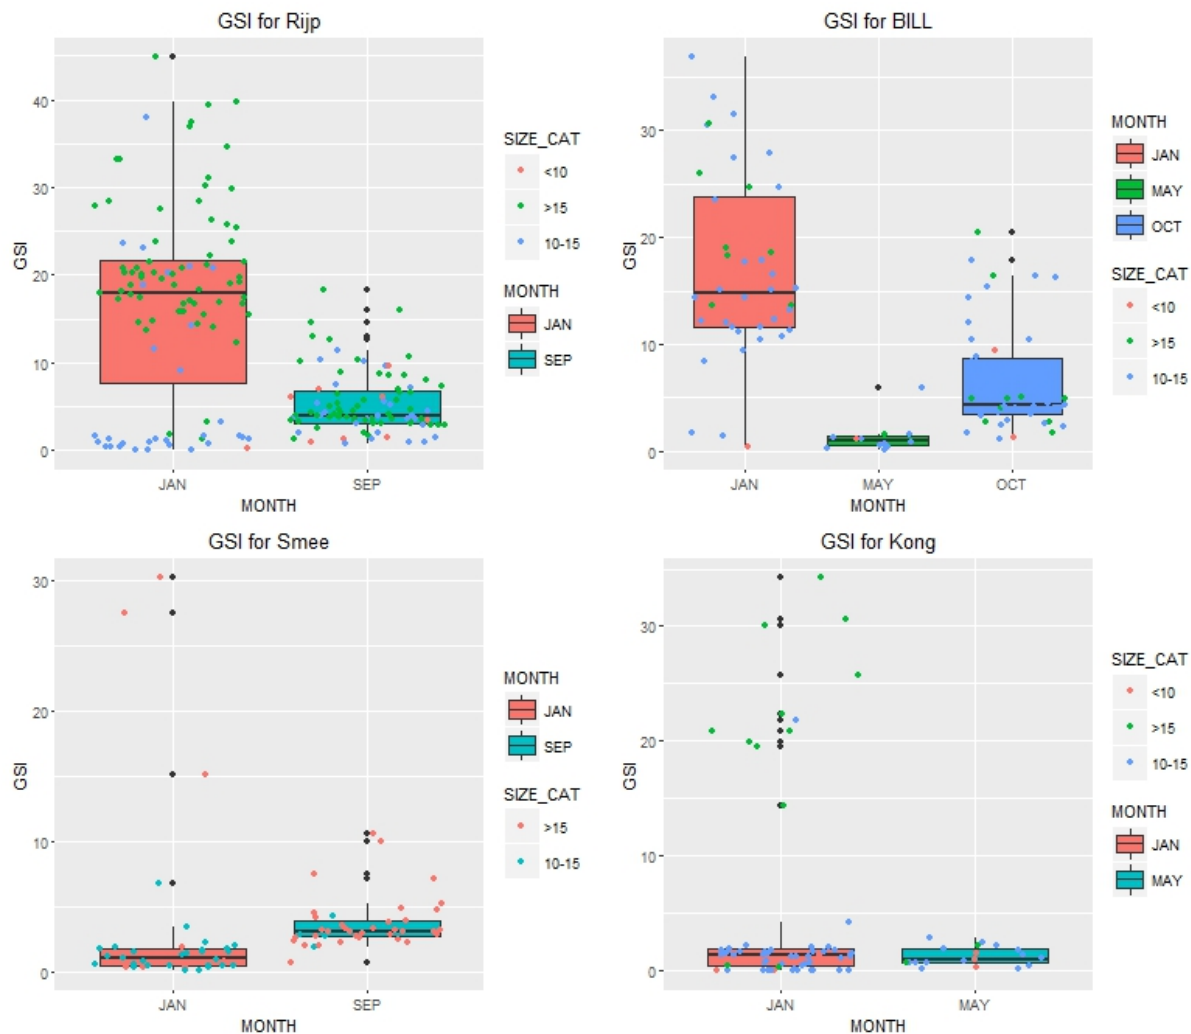 GSI for Rijp
GSI
40
30
20
10
0
JAN
SEP
MONTH
SIZE_CAT
<10
>15
10-15
MONTH
JAN
SEP
GSI for BILL
GSI
30
20
10
0
JAN
MAY
OCT
MONTH
MONTH
JAN
MAY
OCT
SIZE_CAT
<10
>15
10-15
GSI for Smee
GSI
30
20
10
0
JAN
SEP
MONTH
MONTH
JAN
SEP
SIZE_CAT
>15
10-15
GSI for Kong
GSI
30
20
10
0
JAN
MAY
MONTH
SIZE_CAT
<10
>15
10-15
MONTH
JAN
MAY